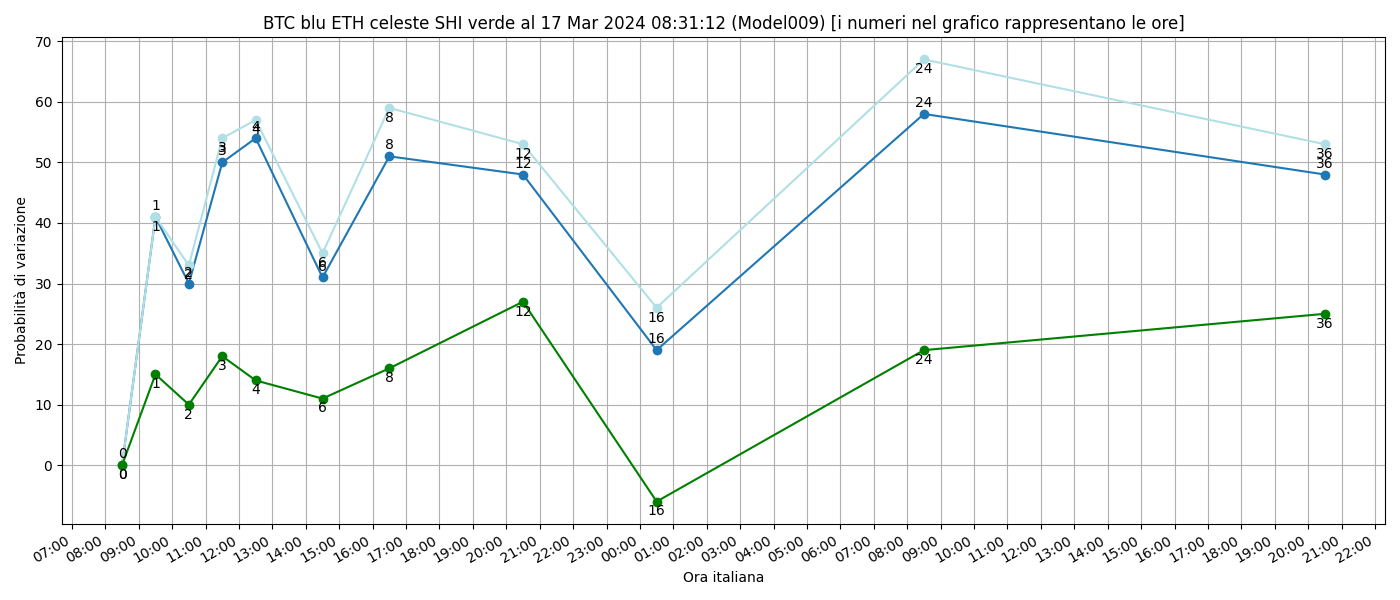 BTC blu ETH celeste SHI verde al 17 Mar 2024 08:31:12 (Model009) [i numeri nel grafico rappresentano le ore]
Probabilità di variazione
70
60
50
40
30
20
10
0
0 1 2 3 4 6 8 12 16 24 36
0 1 2 3 4 6 8 12 16 24 36
0 1 2 3 4 6 8 12 16 24 36
07:00 08:00 09:00 10:00 11:00 12:00 13:00 14:00 15:00 16:00 17:00 18:00 19:00 20:00 21:00 22:00 23:00 00:00 01:00 02:00 03:00 04:00 05:00 06:00 07:00 08:00 09:00 10:00 11:00 12:00 13:00 14:00 15:00 16:00 17:00 18:00 19:00 20:00 21:00 22:00
Ora italiana